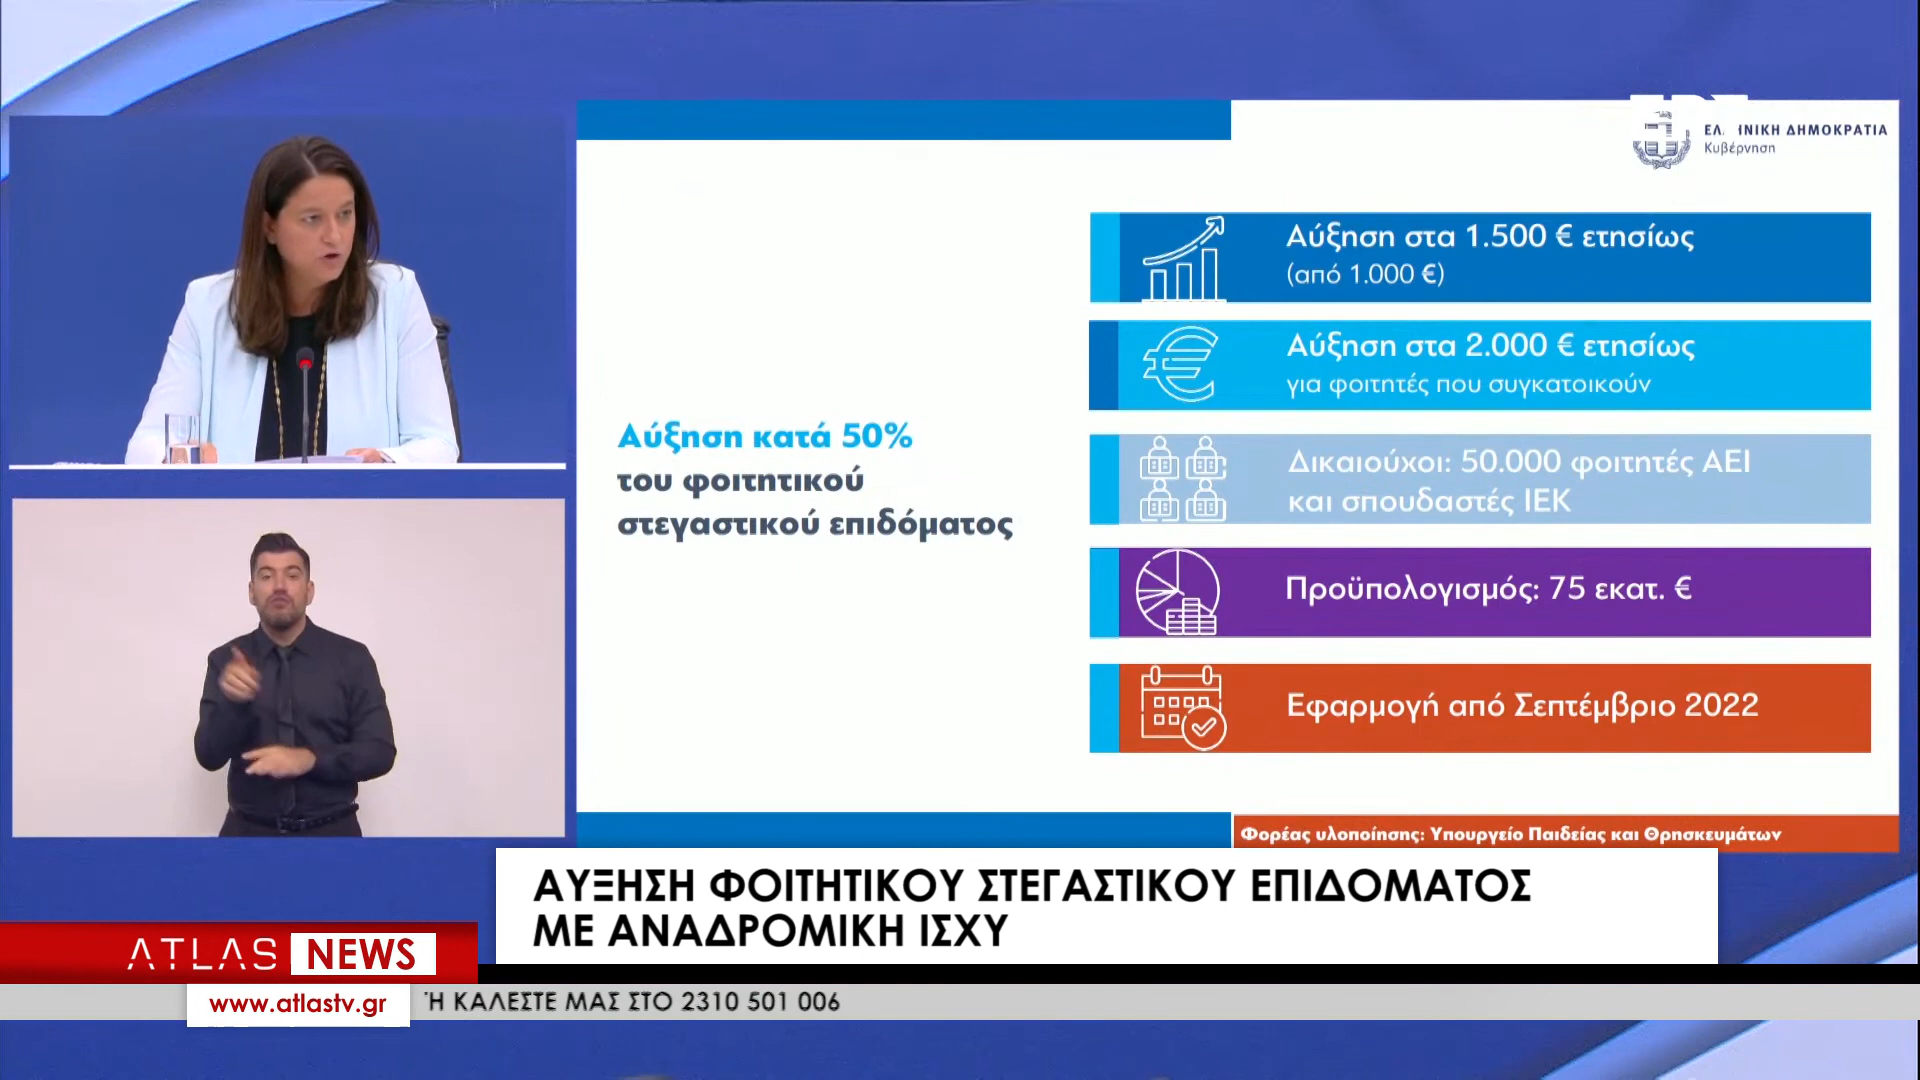 ΕΡΤ
ΕΛΛΗΝΙΚΗ ΔΗΜΟΚΡΑΤΙΑ
Κυβέρνηση
Αύξηση στα 1.500 € ετησίως
(από 1.000 €)
Αύξηση στα 2.000 € ετησίως
για φοιτητές που συγκατοικούν
Αύξηση κατά 50%
του φοιτητικού
στεγαστικού επιδόματος
Δικαιούχοι: 50.000 φοιτητές ΑΕΙ
και σπουδαστές ΙΕΚ
Προϋπολογισμός: 75 εκατ. €
Εφαρμογή από Σεπτέμβριο 2022
Φορέας υλοποίησης: Υπουργείο Παιδείας και Θρησκευμάτων
ΑΥΞΗΣΗ ΦΟΙΤΗΤΙΚΟΥ ΣΤΕΓΑΣΤΙΚΟΥ ΕΠΙΔΟΜΑΤΟΣ
ΜΕ ΑΝΑΔΡΟΜΙΚΗ ΙΣΧΥ
ATLAS NEWS
www.atlastv.gr
Ή ΚΑΛΕΣΤΕ ΜΑΣ ΣΤΟ 2310 501 006